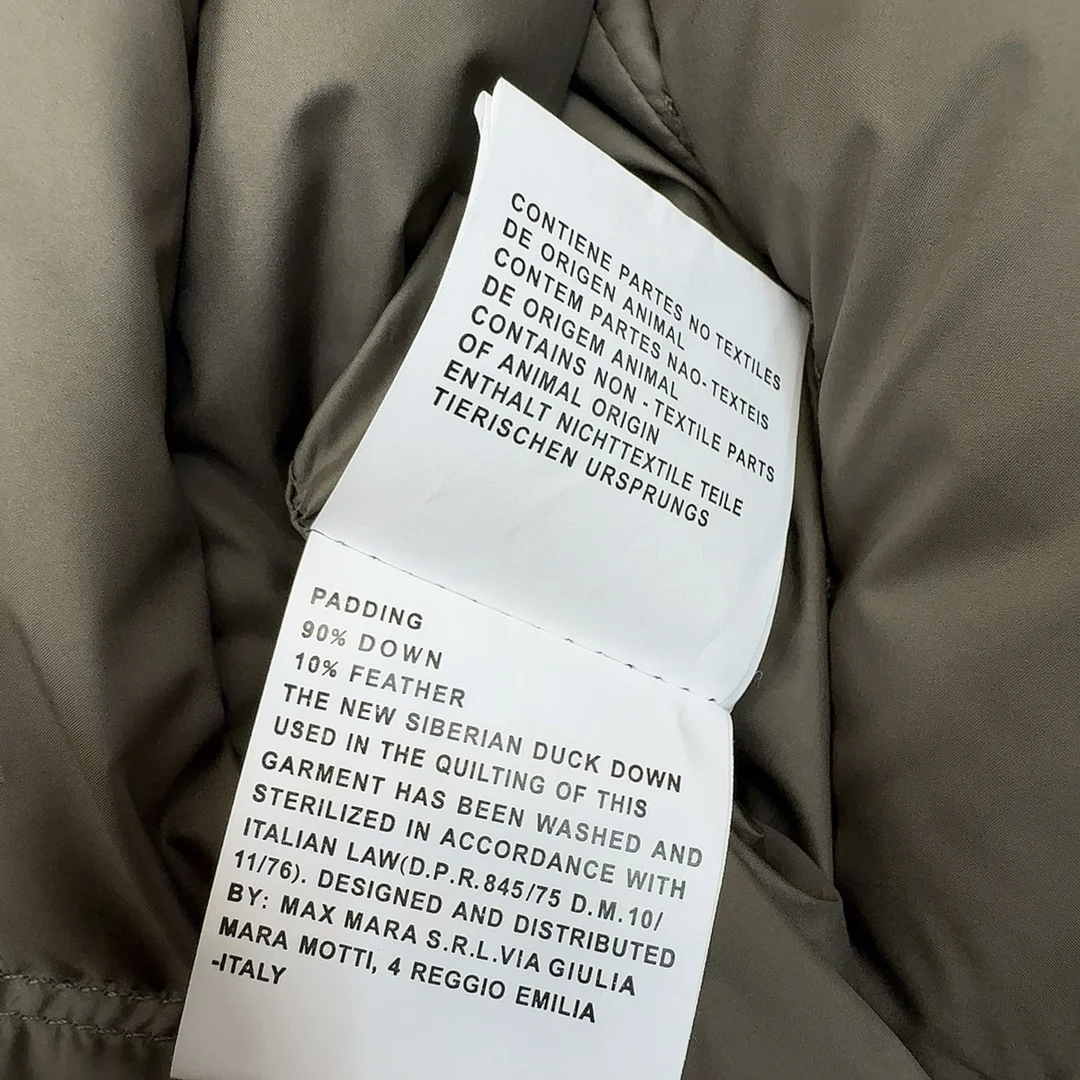 CONTIENE PARTES NO TEXTILES
DE ORIGEN ANIMAL
CONTEM PARTES NAO-TEXTEIS
DE ORIGEM ANIMAL
CONTAINS NON - TEXTILE PARTS
OF ANIMAL ORIGIN
ENTHALT NICHTTEXTILE TEILE
TIERISCHEN URSPRUNGS
PADDING
90% DOWN
10% FEATHER
THE NEW SIBERIAN DUCK DOWN
USED IN THE QUILTING OF THIS
GARMENT HAS BEEN WASHED AND
STERILIZED IN ACCORDANCE WITH
ITALIAN LAW(D.P.R.845/75 D.M.10/
11/76). DESIGNED AND DISTRIBUTED
BY: MAX MARA S.R.L.VIA GIULIA
MARA MOTTI, 4 REGGIO EMILIA
-ITALY